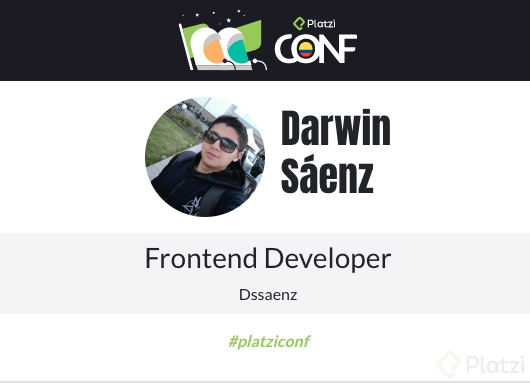 Platzi
CONF
Darwin
Sáenz
Frontend Developer
Dssaenz
#platziconf
Platzi